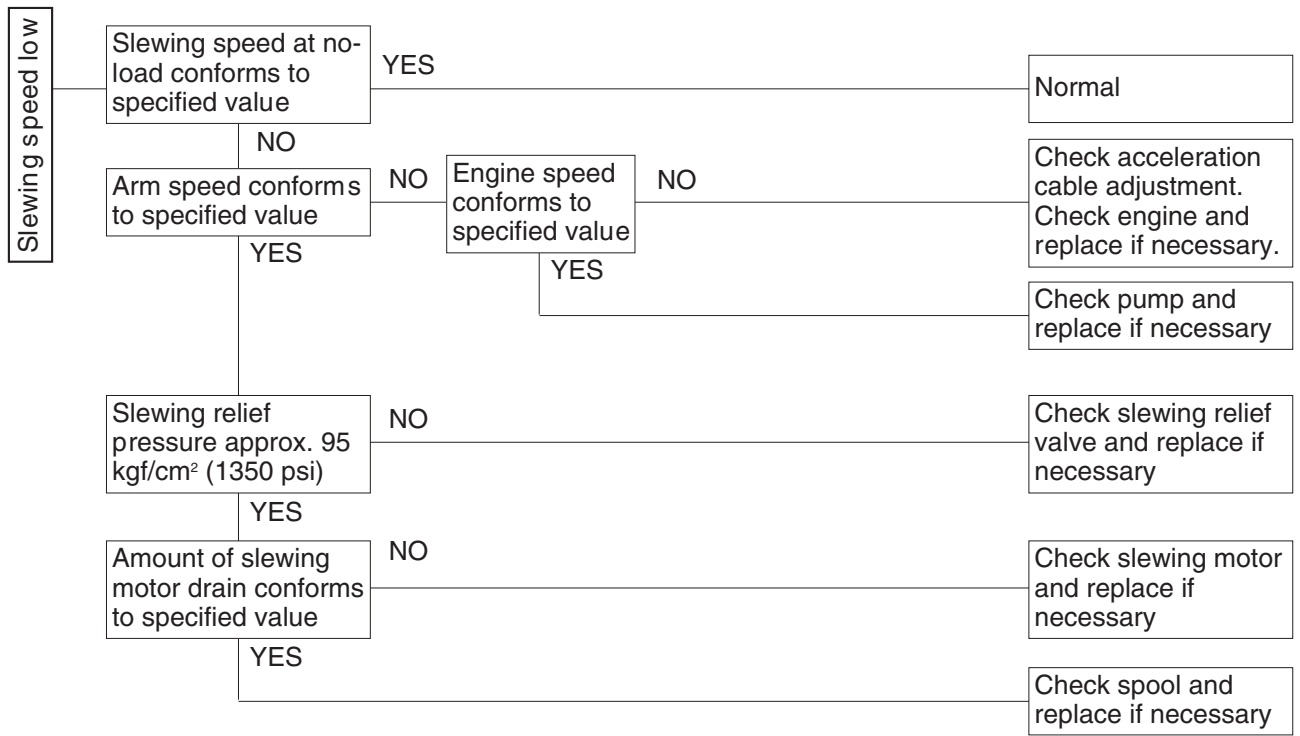 Slewing speed low
Slewing speed at no-
load conforms to
specified value
YES
Normal
NO
Arm speed conforms
to specified value
NO
Engine speed
conforms to
specified value
NO
Check acceleration
cable adjustment.
Check engine and
replace if necessary.
YES
YES
Check pump and
replace if necessary
Slewing relief
pressure approx. 95
kgf/cm² (1350 psi)
NO
Check slewing relief
valve and replace if
necessary
YES
Amount of slewing
motor drain conforms
to specified value
NO
Check slewing motor
and replace if
necessary
YES
Check spool and
replace if necessary